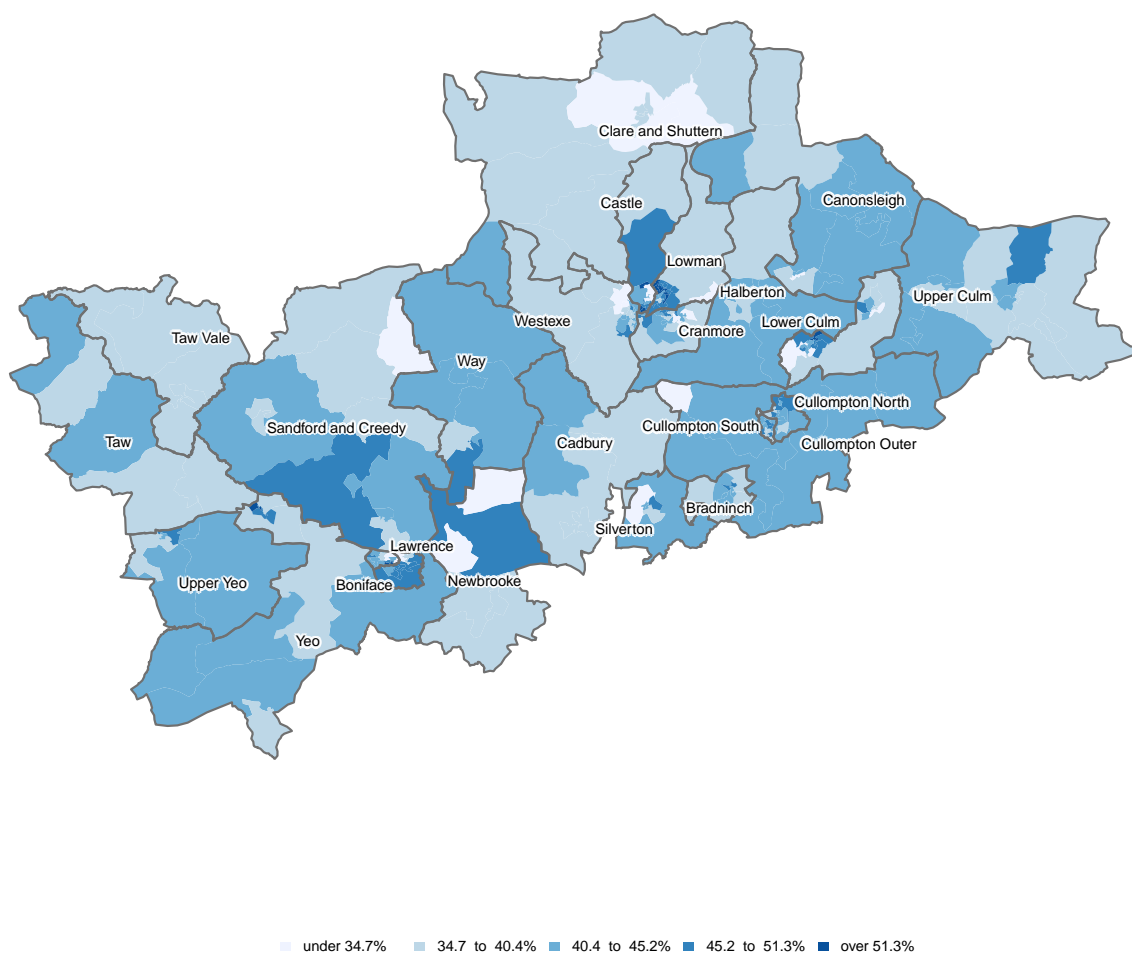 Clare and Shuttern
Castle
Canonsleigh
Lowman
Halberton
Upper Culm
Westexe
Lower Culm
Cranmore
Taw Vale
Way
Cullompton North
Sandford and Creedy
Cullompton South
Taw
Cadbury
Cullompton Outer
Bradninch
Silverton
Lawrence
Upper Yeo
Boniface
Newbrooke
Yeo
under 34.7% 34.7 to 40.4% 40.4 to 45.2% 45.2 to 51.3% over 51.3%